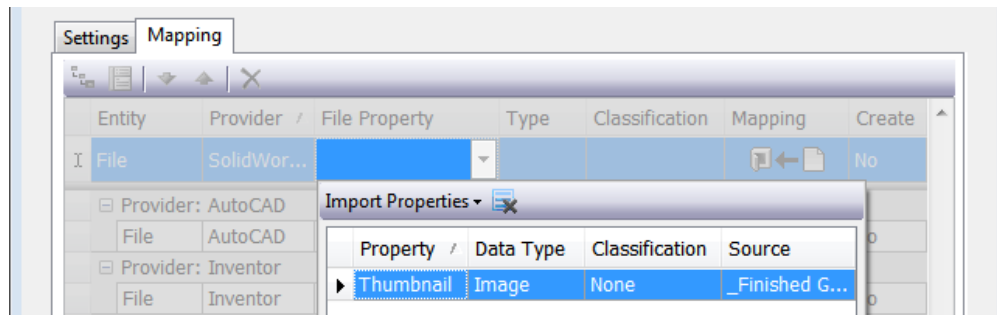 Settings Mapping
Entity Provider File Property Type Classification Mapping Create
File SolidWor... No
Provider: AutoCAD
Import Properties
File AutoCAD
Property Data Type Classification Source
Provider: Inventor
Thumbnail Image None _Finished G...
File Inventor